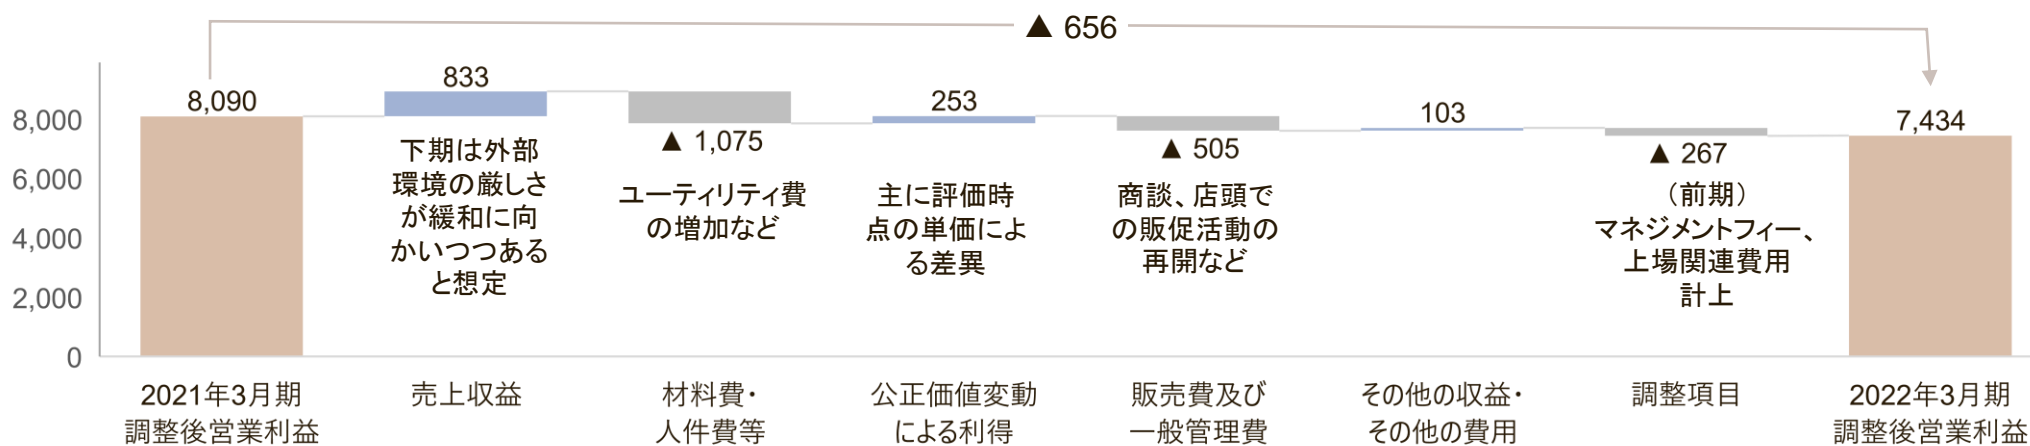 ▲ 656
8,000
6,000
4,000
2,000
0
8,090
833
下期は外部
環境の厳しさ
が緩和に向
かいつつある
と想定
▲ 1,075
ユーティリティ費
の増加など
253
主に評価時
点の単価によ
る差異
▲ 505
商談、店頭で
の販促活動の
再開など
103
▲ 267
（前期）
マネジメントフィー、
上場関連費用
計上
7,434
2021年3月期
調整後営業利益
売上収益
材料費・
人件費等
公正価値変動
による利得
販売費及び
一般管理費
その他の収益・
その他の費用
調整項目
2022年3月期
調整後営業利益